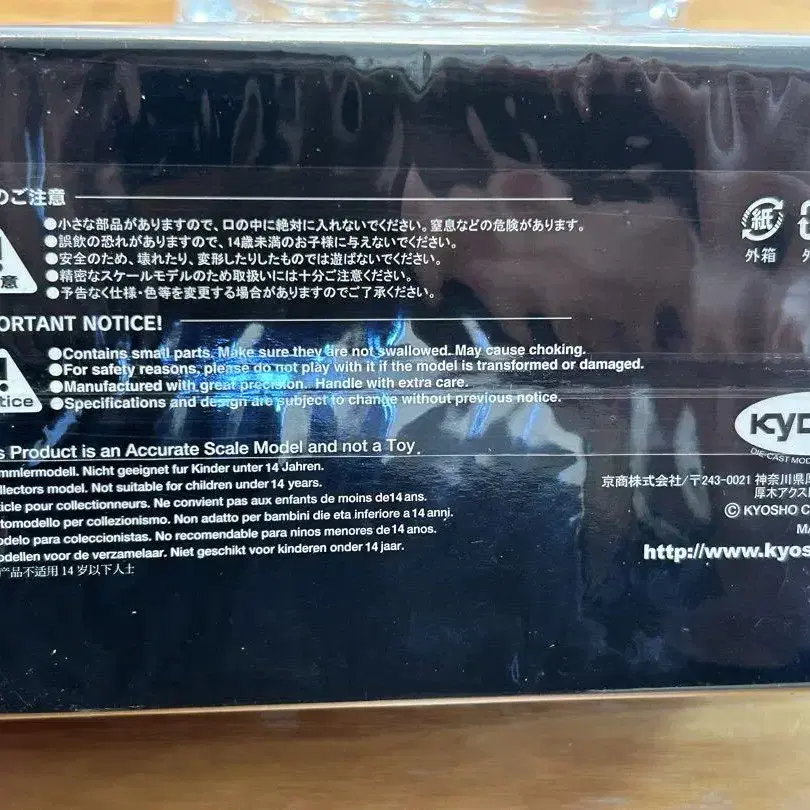 のご注意
●小さな部品がありますので、口の中に絶対に入れないでください。窒息などの危険があります。
●誤飲の恐れがありますので、14歳未満のお子様に与えないでください。
●安全のため、壊れたり、変形したりしたものでは遊ばないでください。
●精密なスケールモデルのため取扱いには十分ご注意ください。
●予告なく仕様・色等を変更する場合がありますのでご了承ください。
意
紙
外箱
ORTANT NOTICE!
●Contains small parts. Make sure they are not swallowed. May cause choking.
●For safety reasons, please do not play with it if the model is transformed or damaged.
●Manufactured with great precision. Handle with extra care.
●Specifications and design are subject to change without previous notice.
otice
s Product is an Accurate Scale Model and not a Toy.
mmiermodell. Nicht geeignet fur Kinder unter 14 Jahren.
llectors model. Not suitable for children under 14 years.
ticle pour collectionneurs. Ne convient pas aux enfants de moins de14 ans.
tomodello per collezionismo. Non adatto per bambini die eta inferiore a 14 anni.
odelo para coleccionistas. No recomendable para ninos menores de 14 anos.
odellen voor de verzamelaar. Niet geschikt voor kinderen onder 14 jaar.
产品不适用 14 岁以下人士
KYO
DIE-CAST MOD
京商株式会社/〒243-0021 神奈川県厚
厚木アクス
© KYOSHO C
MA
http://www.kyosh